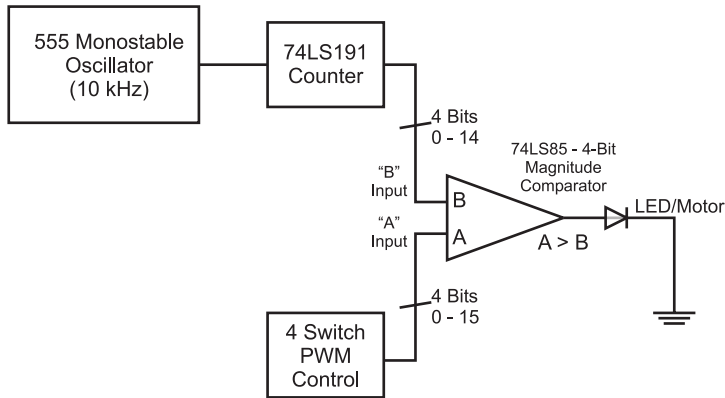 555 Monostable
Oscillator
(10 kHz)
74LS191
Counter
4 Bits
0 - 14
74LS85 - 4-Bit
Magnitude
Comparator
"B"
Input
B
LED/Motor
"A"
Input
A
A > B
4 Bits
0 - 15
4 Switch
PWM
Control